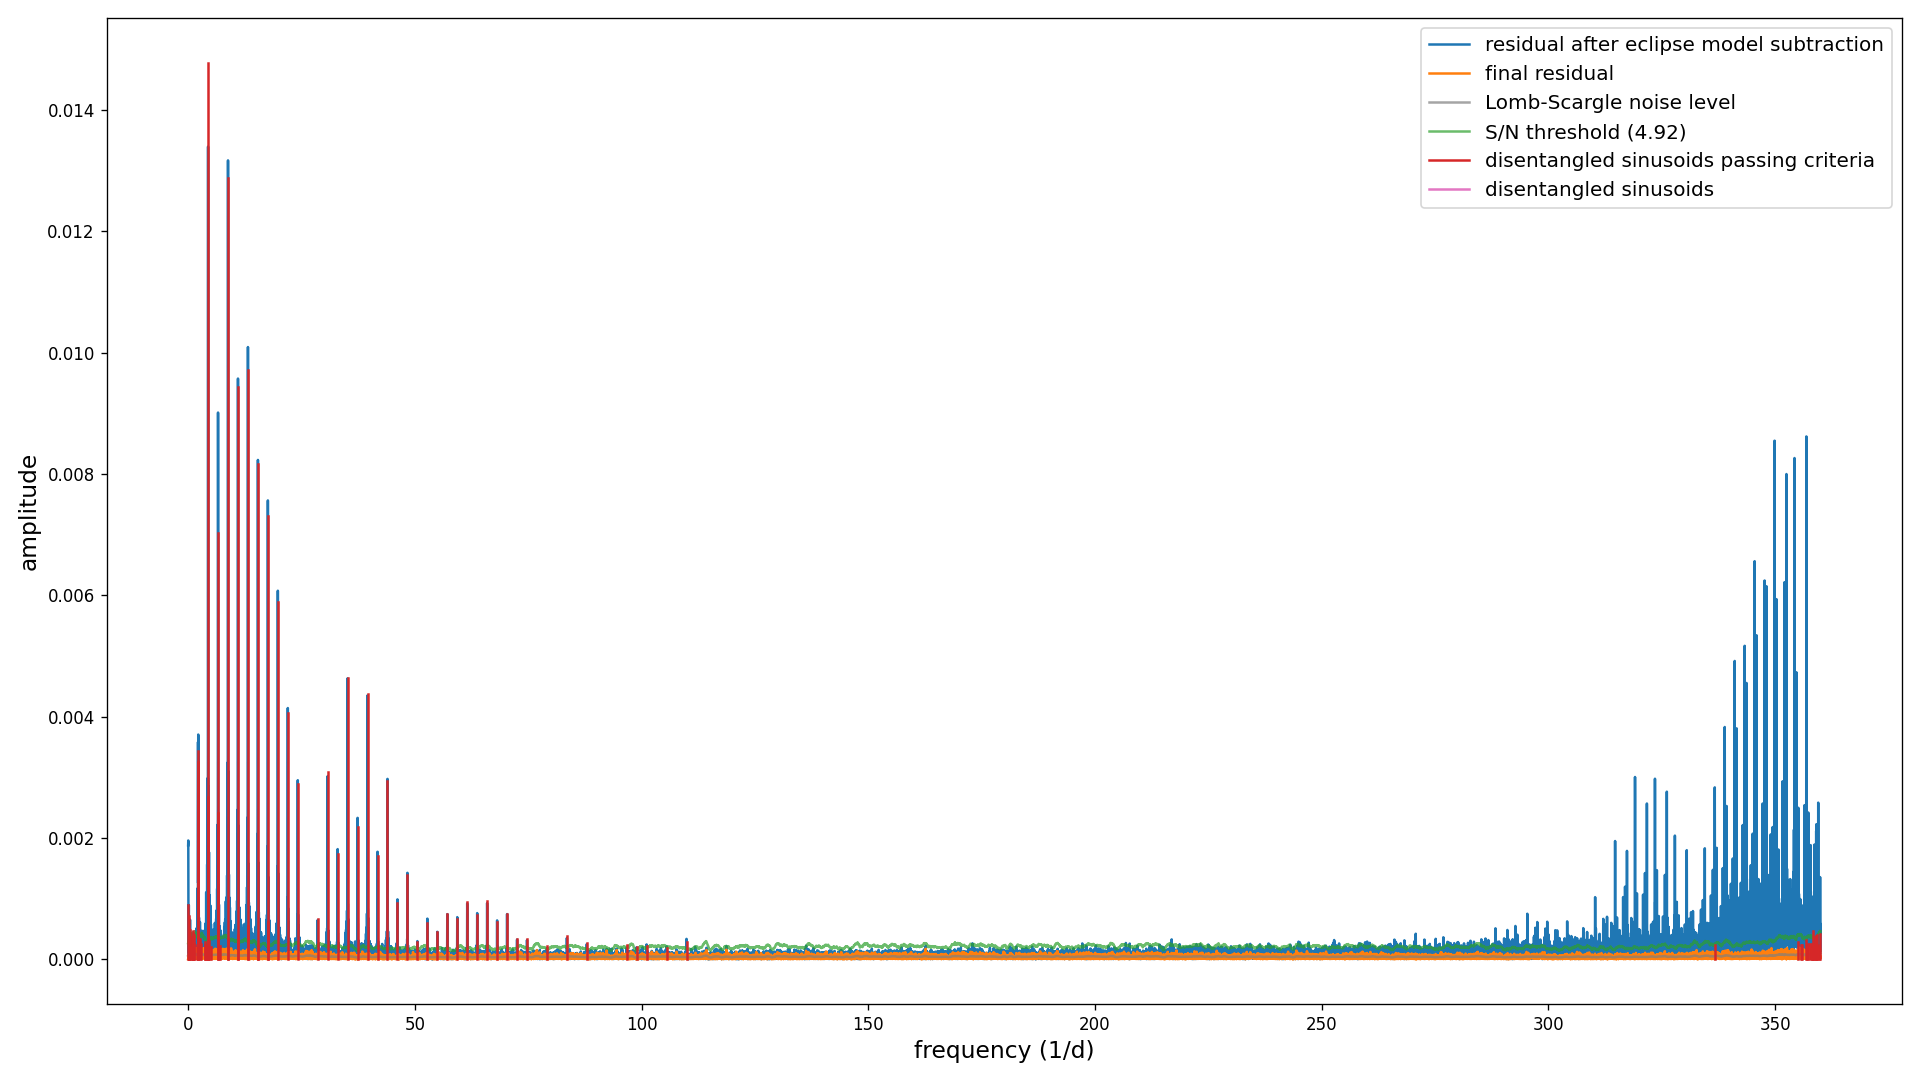 residual after eclipse model subtraction
final residual
Lomb-Scargle noise level
S/N threshold (4.92)
disentangled sinusoids passing criteria
disentangled sinusoids
amplitude
0.014
0.012
0.010
0.008
0.006
0.004
0.002
0.000
0 50 100 150 200 250 300 350
frequency (1/d)